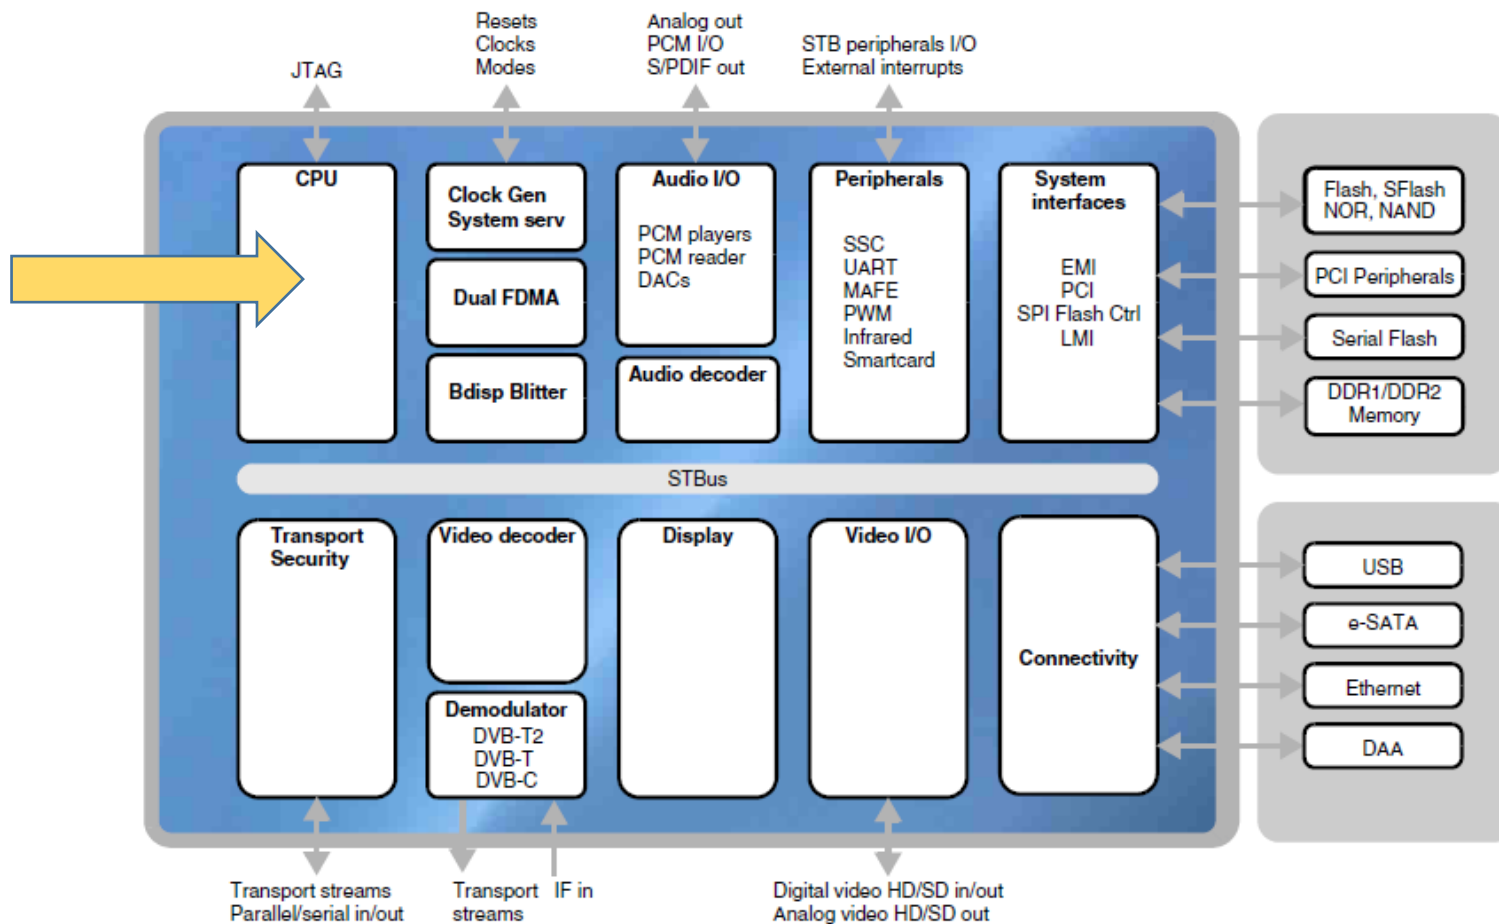 Resets
Clocks
Modes
Analog out
PCM I/O
S/PDIF out
STB peripherals I/O
External interrupts
JTAG
CPU
Clock Gen
System serv
Dual FDMA
Bdisp Blitter
Audio I/O
PCM players
PCM reader
DACs
Audio decoder
Peripherals
SSC
UART
MAFE
PWM
Infrared
Smartcard
System
interfaces
EMI
PCI
SPI Flash Ctrl
LMI
Flash, SFlash
NOR, NAND
PCI Peripherals
Serial Flash
DDR1/DDR2
Memory
STBus
Transport
Security
Video decoder
Demodulator
DVB-T2
DVB-T
DVB-C
Display
Video I/O
Connectivity
USB
e-SATA
Ethernet
DAA
Transport streams
Parallel/serial in/out
Transport
streams
IF in
Digital video HD/SD in/out
Analog video HD/SD out